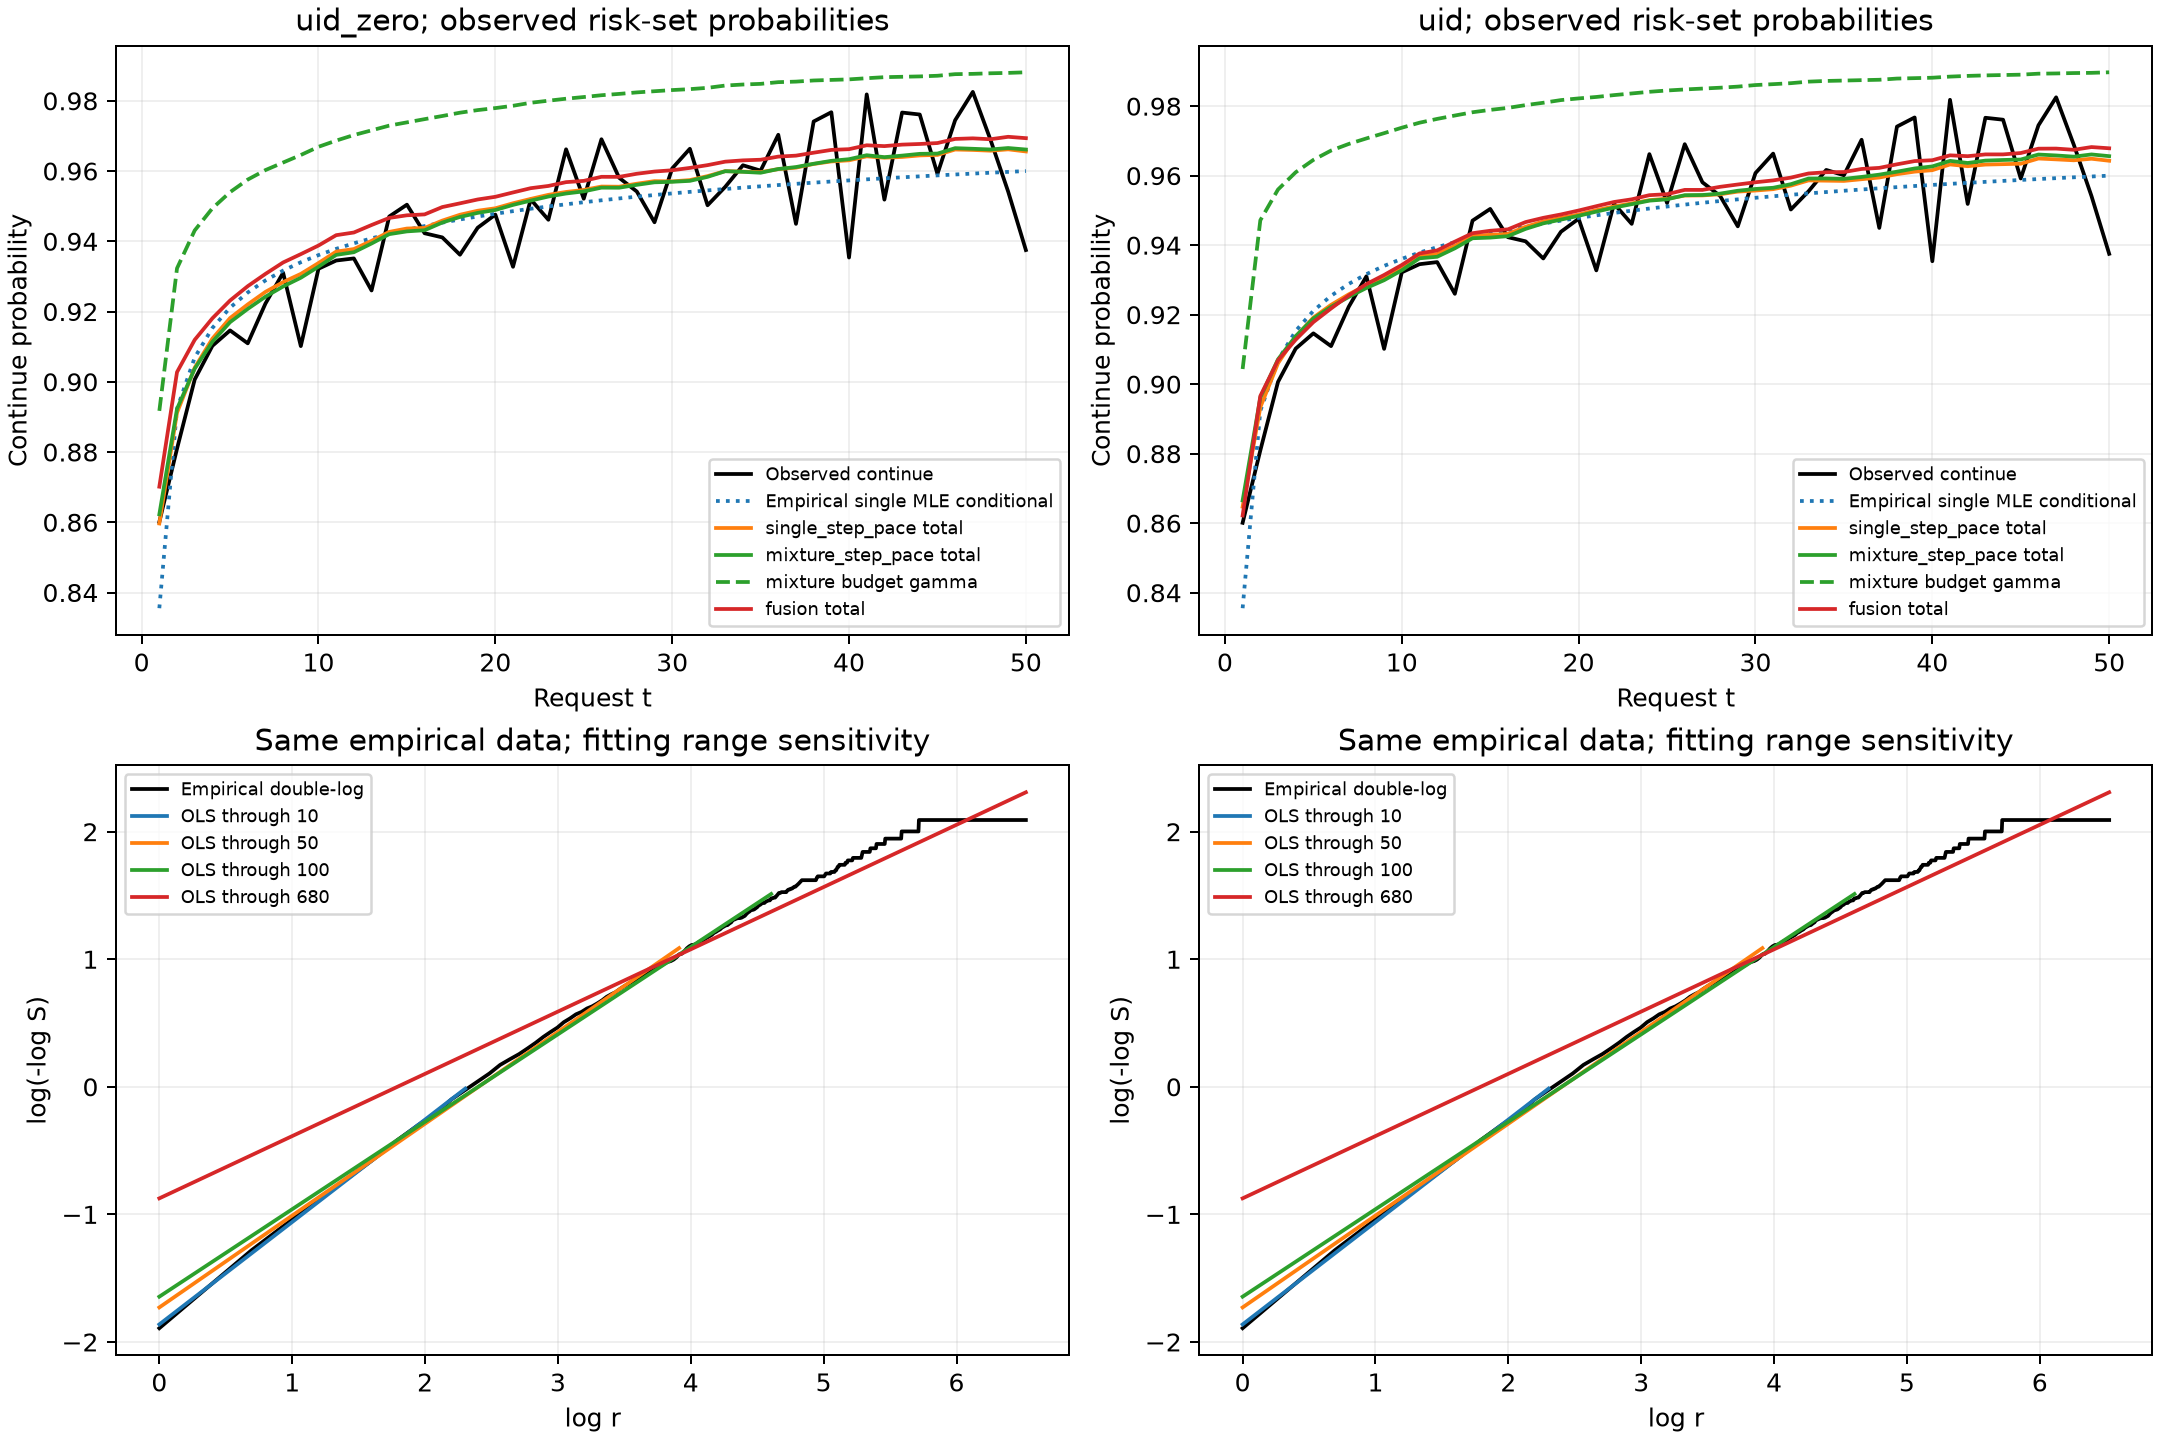 uid_zero; observed risk-set probabilities
Continue probability
0.98
0.96
0.94
0.92
0.90
0.88
0.86
0.84
Observed continue
Empirical single MLE conditional
single_step_pace total
mixture_step_pace total
mixture budget gamma
fusion total
0 10 20 30 40 50
Request t
uid; observed risk-set probabilities
Continue probability
0.98
0.96
0.94
0.92
0.90
0.88
0.86
0.84
Observed continue
Empirical single MLE conditional
single_step_pace total
mixture_step_pace total
mixture budget gamma
fusion total
0 10 20 30 40 50
Request t
Same empirical data; fitting range sensitivity
log(-log S)
2
1
0
−1
−2
Empirical double-log
OLS through 10
OLS through 50
OLS through 100
OLS through 680
0 1 2 3 4 5 6
log r
Same empirical data; fitting range sensitivity
log(-log S)
2
1
0
−1
−2
Empirical double-log
OLS through 10
OLS through 50
OLS through 100
OLS through 680
0 1 2 3 4 5 6
log r